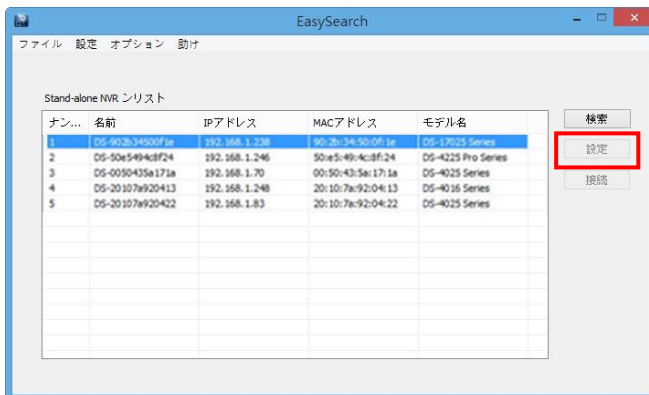 EasySearch
ファイル 設定 オプション 助け
Stand-alone NVR ンリスト
ナン... 名前 IPアドレス MACアドレス モデル名
1 DS-902b34500f1e 192.168.1.238 90:2b:34:50:0f:1e DS-17025 Series
2 DS-50e5494c8f24 192.168.1.246 50:e5:49:4c:8f:24 DS-4225 Pro Series
3 DS-0050435a171a 192.168.1.70 00:50:43:5a:17:1a DS-4025 Series
4 DS-20107a920413 192.168.1.248 20:10:7a:92:04:13 DS-4016 Series
5 DS-20107a920422 192.168.1.83 20:10:7a:92:04:22 DS-4025 Series
検索
設定
接続